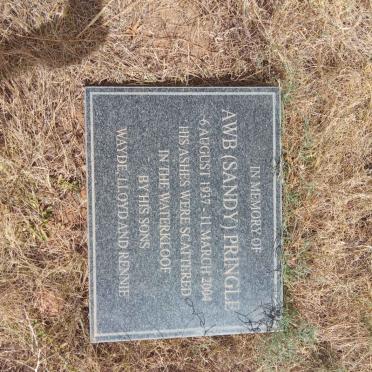 IN MEMORY OF
AWB (SANDY) PRINGLE
6 AUGUST 1937 - 11 MARCH 2004
HIS ASHES WERE SCATTERED
IN THE WATERKLOOF
BY HIS SONS
WAYDE, LLOYD AND RENNIE